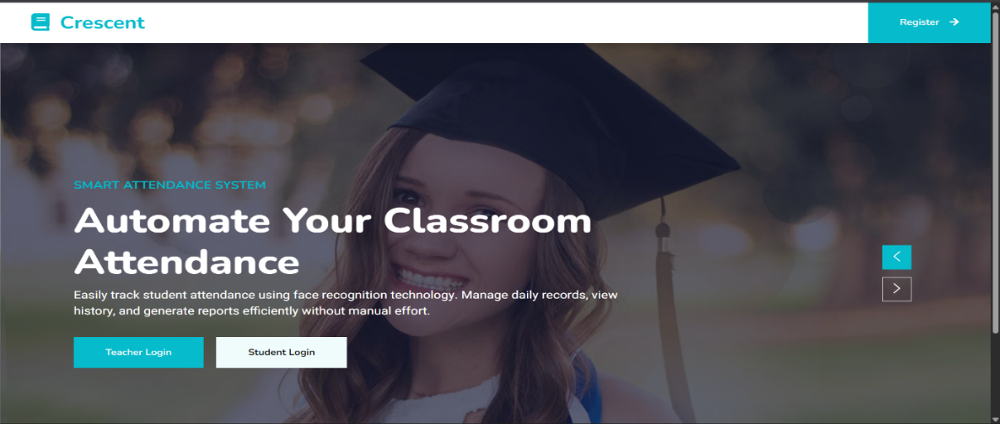 Crescent
Register
SMART ATTENDANCE SYSTEM
Automate Your Classroom
Attendance
Easily track student attendance using face recognition technology. Manage daily records, view
history, and generate reports efficiently without manual effort.
Teacher Login
Student Login